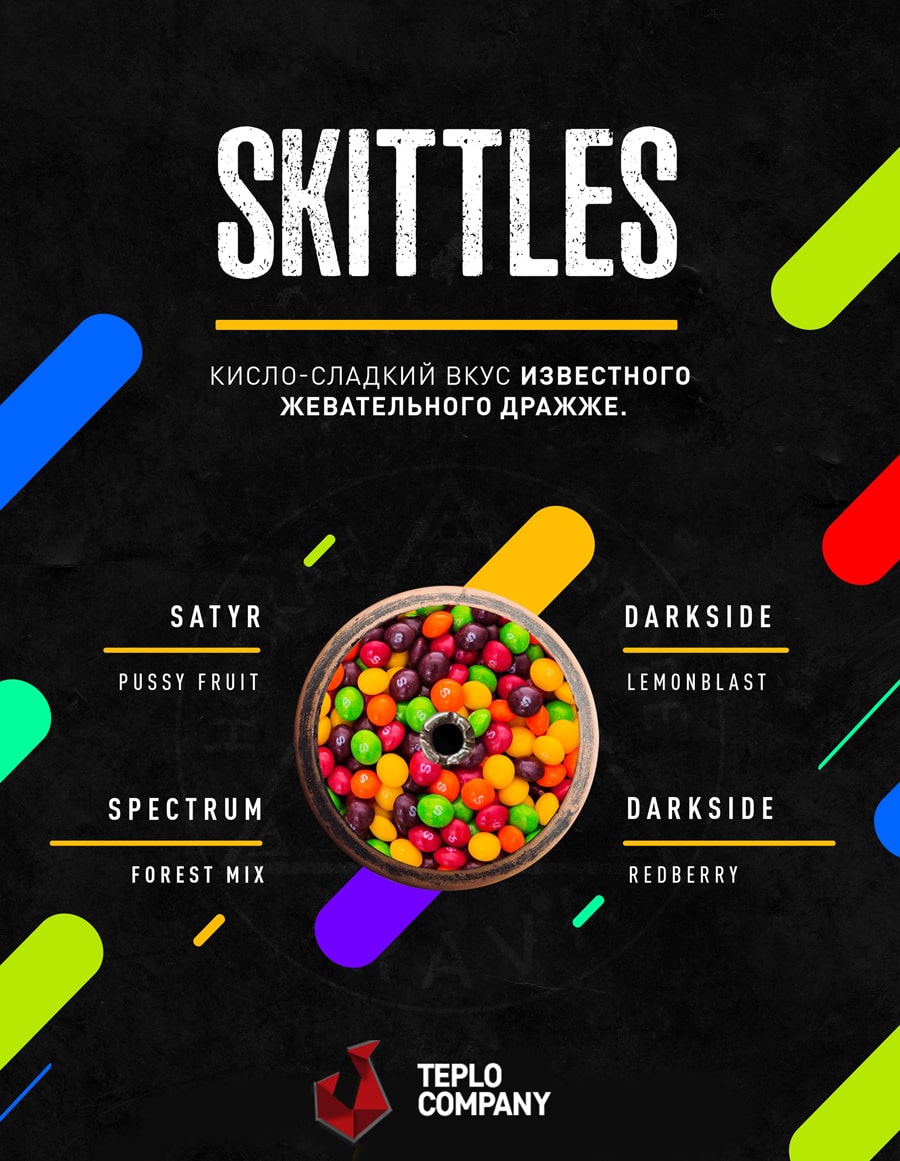 SKITTLES
КИСЛО-СЛАДКИЙ ВКУС ИЗВЕСТНОГО
ЖЕВАТЕЛЬНОГО ДРАЖЖЕ.
SATYR
PUSSY FRUIT
DARKSIDE
LEMONBLAST
SPECTRUM
FOREST MIX
DARKSIDE
REDBERRY
TEPLO
COMPANY